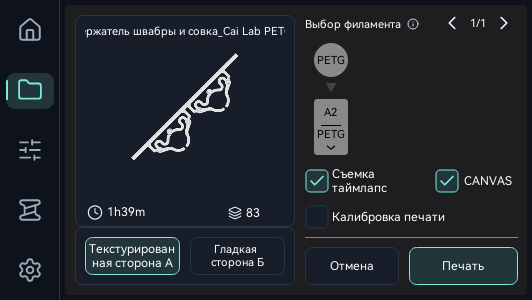 ржатель швабры и совка_Cai Lab PET
Выбор филамента
1/1
PETG
A2
PETG
Съемка
таймлапс
CANVAS
1h39m
83
Калибровка печати
Текстурирован
ная сторона А
Гладкая
сторона Б
Отмена
Печать